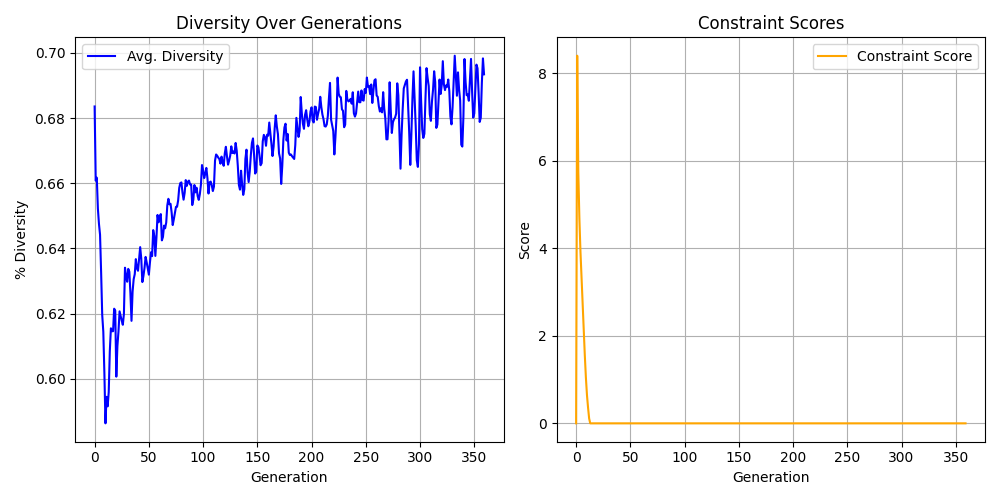 Diversity Over Generations
Avg. Diversity
0.70
0.68
0.66
0.64
0.62
0.60
% Diversity
0 50 100 150 200 250 300 350
Generation
Constraint Scores
Constraint Score
8
6
4
2
0
Score
0 50 100 150 200 250 300 350
Generation